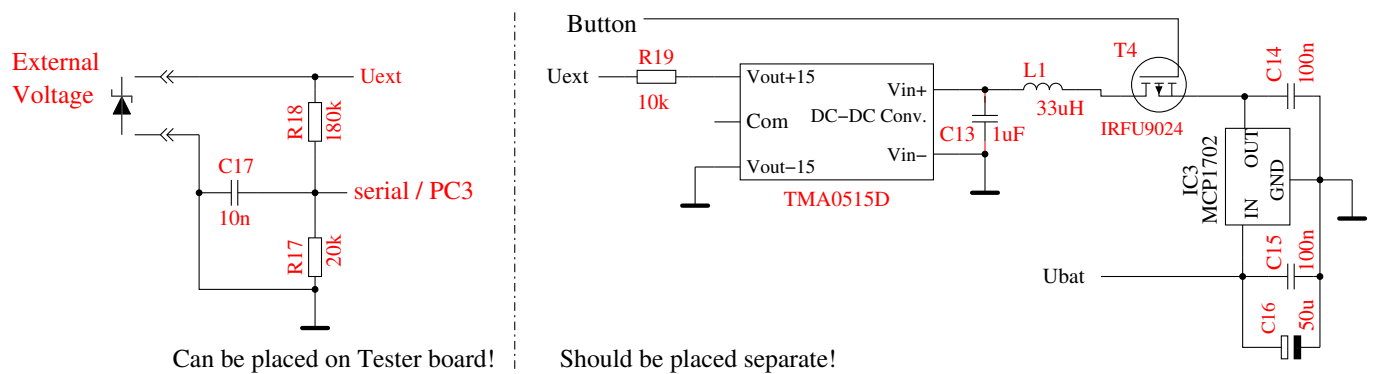 External
Voltage
Uext
R18
180k
C17
10n
serial / PC3
R17
20k
Can be placed on Tester board!
Button
Uext
R19
10k
Vout+15
Com
Vout−15
Vin+
DC−DC Conv.
Vin−
TMA0515D
C13
1uF
L1
33uH
T4
IRFU9024
C14
100n
IC3
MCP1702
OUT
GND
IN
Ubat
C15
100n
C16
50u
Should be placed separate!